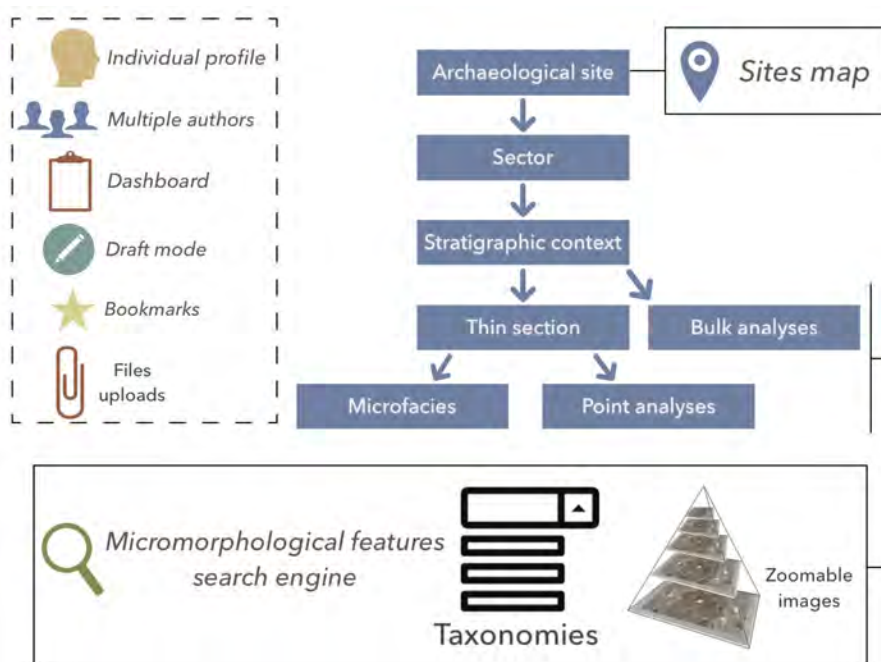 Individual profile
Multiple authors
Dashboard
Draft mode
Bookmarks
Files
uploads
Archaeological site
Sites map
Sector
Stratigraphic context
Thin section
Bulk analyses
Microfacies
Point analyses
Micromorphological features
search engine
Taxonomies
Zoomable
images